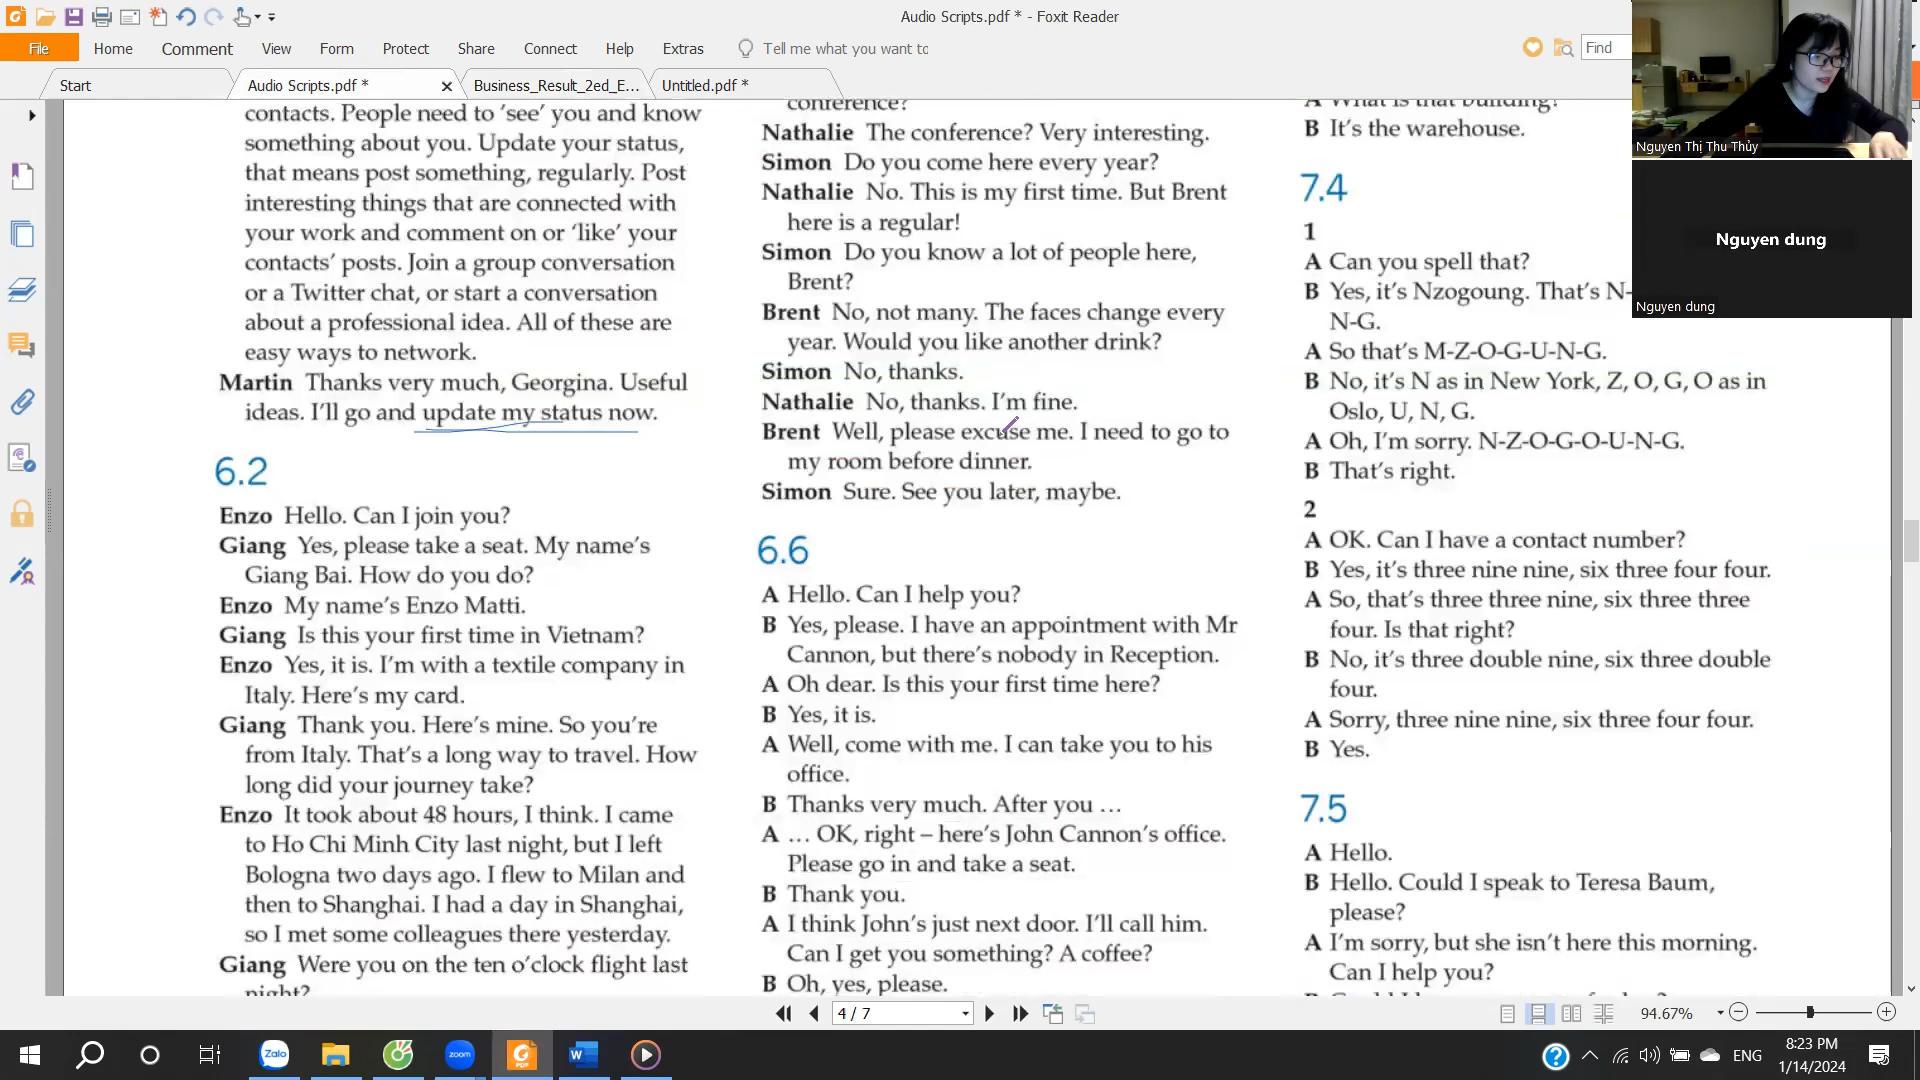 Audio Scripts.pdf * - Foxit Reader
File
Home
Comment
View
Form
Protect
Share
Connect
Help
Extras
Tell me what you want to
Find
Start
Audio Scripts.pdf *
Business_Result_2ed_E...
Untitled.pdf *
contacts. People need to ‘see’ you and know
something about you. Update your status,
that means post something, regularly. Post
interesting things that are connected with
your work and comment on or ‘like’ your
contacts’ posts. Join a group conversation
or a Twitter chat, or start a conversation
about a professional idea. All of these are
easy ways to network.
Martin Thanks very much, Georgina. Useful
ideas. I’ll go and update my status now.
6.2
Enzo Hello. Can I join you?
Giang Yes, please take a seat. My name’s
Giang Bai. How do you do?
Enzo My name’s Enzo Matti.
Giang Is this your first time in Vietnam?
Enzo Yes, it is. I’m with a textile company in
Italy. Here’s my card.
Giang Thank you. Here’s mine. So you’re
from Italy. That’s a long way to travel. How
long did your journey take?
Enzo It took about 48 hours, I think. I came
to Ho Chi Minh City last night, but I left
Bologna two days ago. I flew to Milan and
then to Shanghai. I had a day in Shanghai,
so I met some colleagues there yesterday.
Giang Were you on the ten o’clock flight last
night?
conference?
Nathalie The conference? Very interesting.
Simon Do you come here every year?
Nathalie No. This is my first time. But Brent
here is a regular!
Simon Do you know a lot of people here,
Brent?
Brent No, not many. The faces change every
year. Would you like another drink?
Simon No, thanks.
Nathalie No, thanks. I’m fine.
Brent Well, please excuse me. I need to go to
my room before dinner.
Simon Sure. See you later, maybe.
6.6
A Hello. Can I help you?
B Yes, please. I have an appointment with Mr
Cannon, but there’s nobody in Reception.
A Oh dear. Is this your first time here?
B Yes, it is.
A Well, come with me. I can take you to his
office.
B Thanks very much. After you …
A … OK, right – here’s John Cannon’s office.
Please go in and take a seat.
B Thank you.
A I think John’s just next door. I’ll call him.
Can I get you something? A coffee?
B Oh, yes, please.
A What is that building?
B It’s the warehouse.
7.4
1
A Can you spell that?
B Yes, it’s Nzogoung. That’s N-
N-G.
A So that’s M-Z-O-G-U-N-G.
B No, it’s N as in New York, Z, O, G, O as in
Oslo, U, N, G.
A Oh, I’m sorry. N-Z-O-G-O-U-N-G.
B That’s right.
2
A OK. Can I have a contact number?
B Yes, it’s three nine nine, six three four four.
A So, that’s three three nine, six three three
four. Is that right?
B No, it’s three double nine, six three double
four.
A Sorry, three nine nine, six three four four.
B Yes.
7.5
A Hello.
B Hello. Could I speak to Teresa Baum,
please?
A I’m sorry, but she isn’t here this morning.
Can I help you?
Nguyen Thị Thu Thủy
Nguyen dung
Nguyen dung
4 / 7
94.67%
Zalo
zoom
PDF
ENG
8:23 PM
1/14/2024